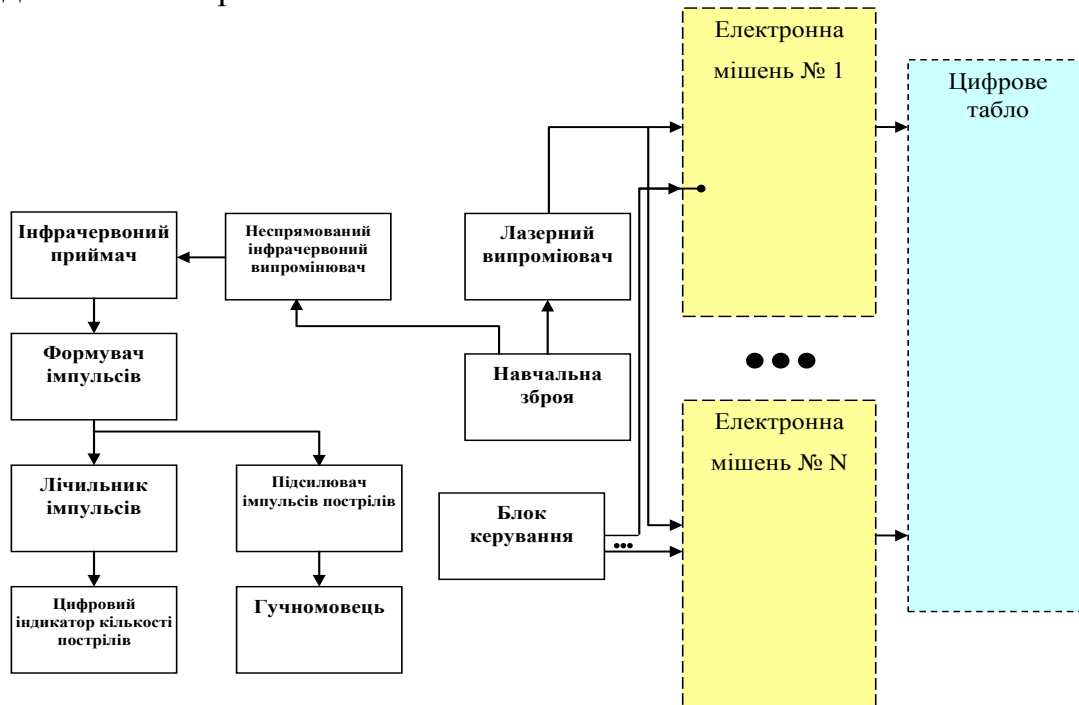 Електронна
мішень № 1
Цифрове
табло
Інфрачервоний
приймач
Неспрямований
інфрачервоний
випромінювач
Лазерний
випроміювач
Формувач
імпульсів
Навчальна
зброя
Електронна
мішень № N
Лічильник
імпульсів
Підсилювач
імпульсів пострілів
Блок
керування
Цифровий
індикатор кількості
пострілів
Гучномовець